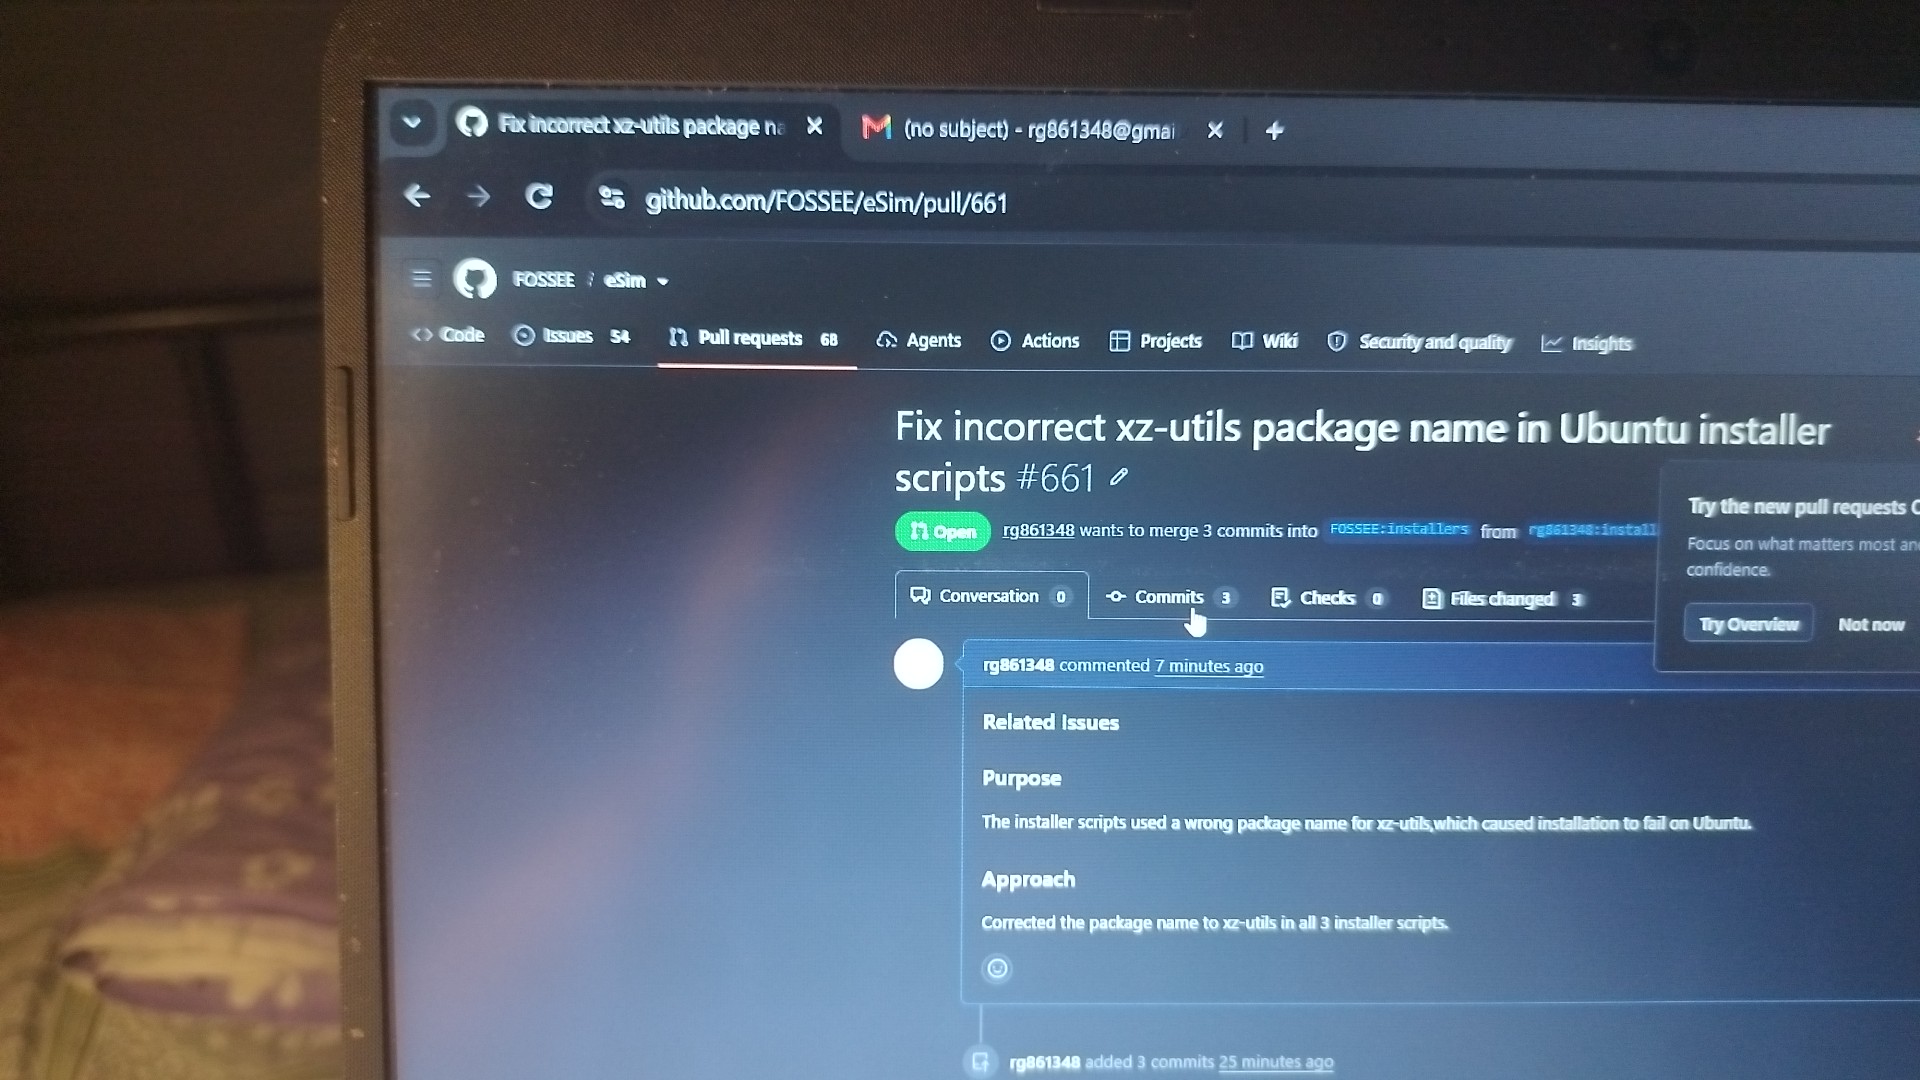 Fix incorrect xz-utils package na
(no subject) - rg861348@gmai
github.com/FOSSEE/eSim/pull/661
FOSSEE / eSim
Code Issues 54 Pull requests 68 Agents Actions Projects Wiki Security and quality Insights
Fix incorrect xz-utils package name in Ubuntu installer
scripts #661
Open rg861348 wants to merge 3 commits into FOSSEE:installers from rg861348:install
Try the new pull requests
Focus on what matters most and
confidence.
Try Overview Not now
Conversation 0 Commits 3 Checks 0 Files changed 3
rg861348 commented 7 minutes ago
Related Issues
Purpose
The installer scripts used a wrong package name for xz-utils,which caused installation to fail on Ubuntu.
Approach
Corrected the package name to xz-utils in all 3 installer scripts.
rg861348 added 3 commits 25 minutes ago